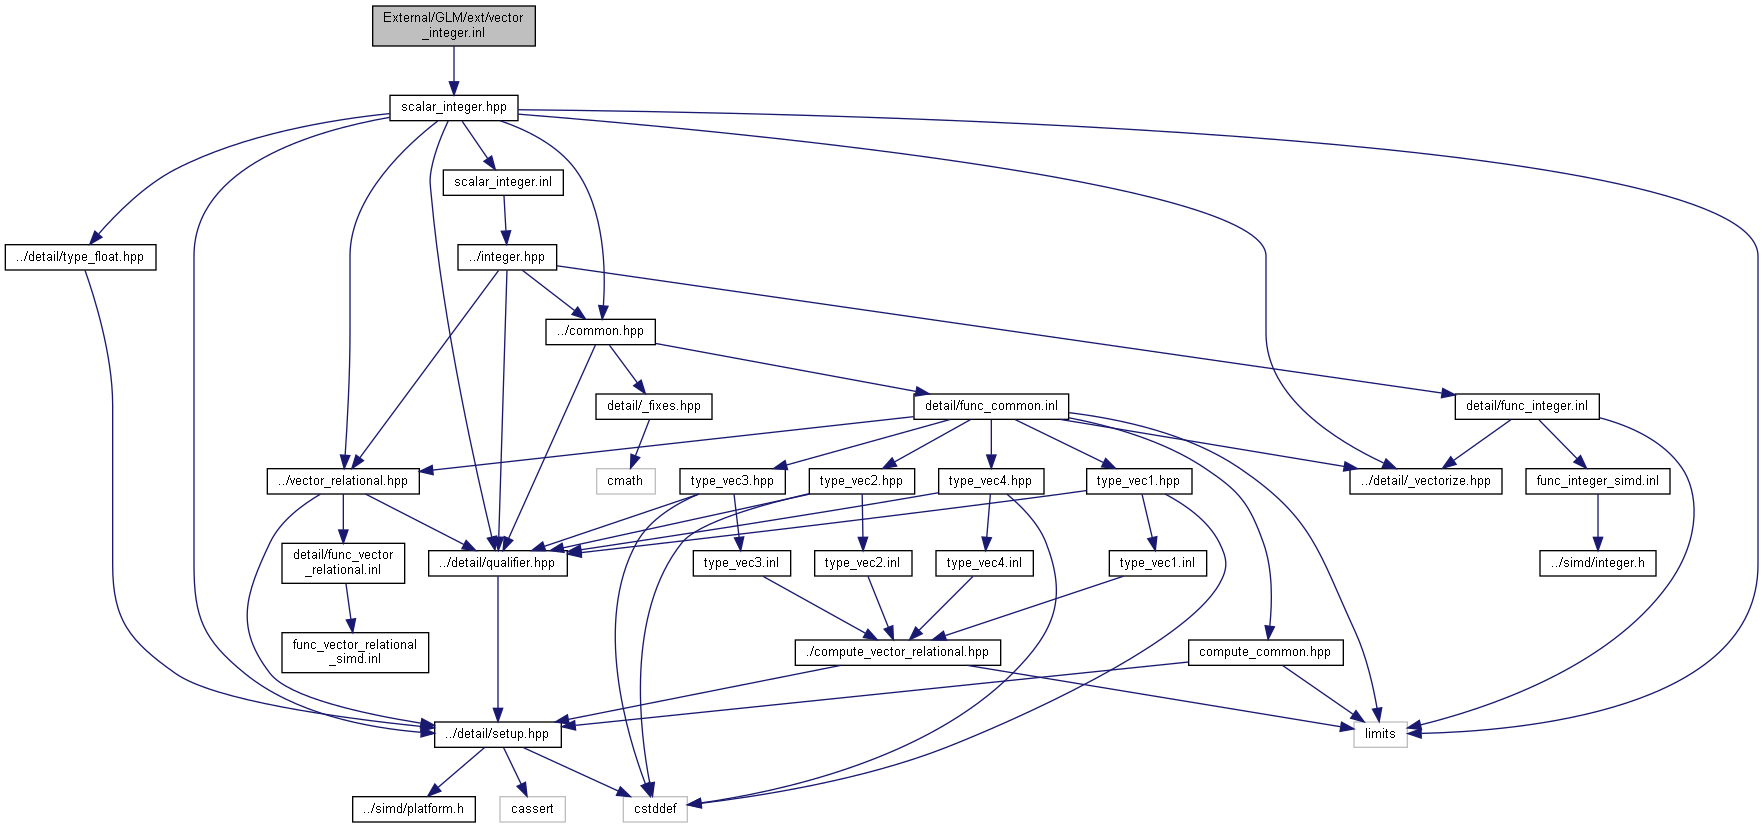 External/GLM/ext/vector
_integer.inl
scalar_integer.hpp
scalar_integer.inl
../detail/type_float.hpp
../integer.hpp
../common.hpp
detail/_fixes.hpp
detail/func_common.inl
detail/func_integer.inl
../vector_relational.hpp
cmath
type_vec3.hpp
type_vec2.hpp
type_vec4.hpp
type_vec1.hpp
../detail/_vectorize.hpp
func_integer_simd.inl
detail/func_vector
_relational.inl
../detail/qualifier.hpp
type_vec3.inl
type_vec2.inl
type_vec4.inl
type_vec1.inl
../simd/integer.h
func_vector_relational
_simd.inl
./compute_vector_relational.hpp
compute_common.hpp
../detail/setup.hpp
limits
../simd/platform.h
cassert
cstddef